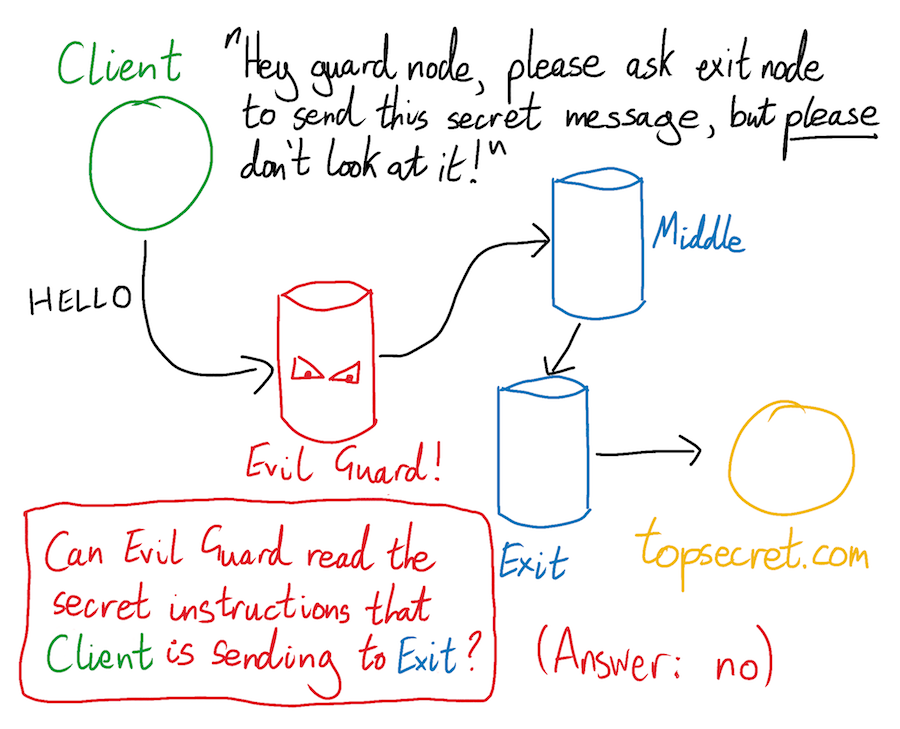 Client
"Hey guard node, please ask exit node
to send this secret message, but please
don't look at it!"
Middle
HELLO
Evil Guard!
Exit
topsecret.com
Can Evil Guard read the
secret instructions that
Client is sending to Exit?
(Answer: no)